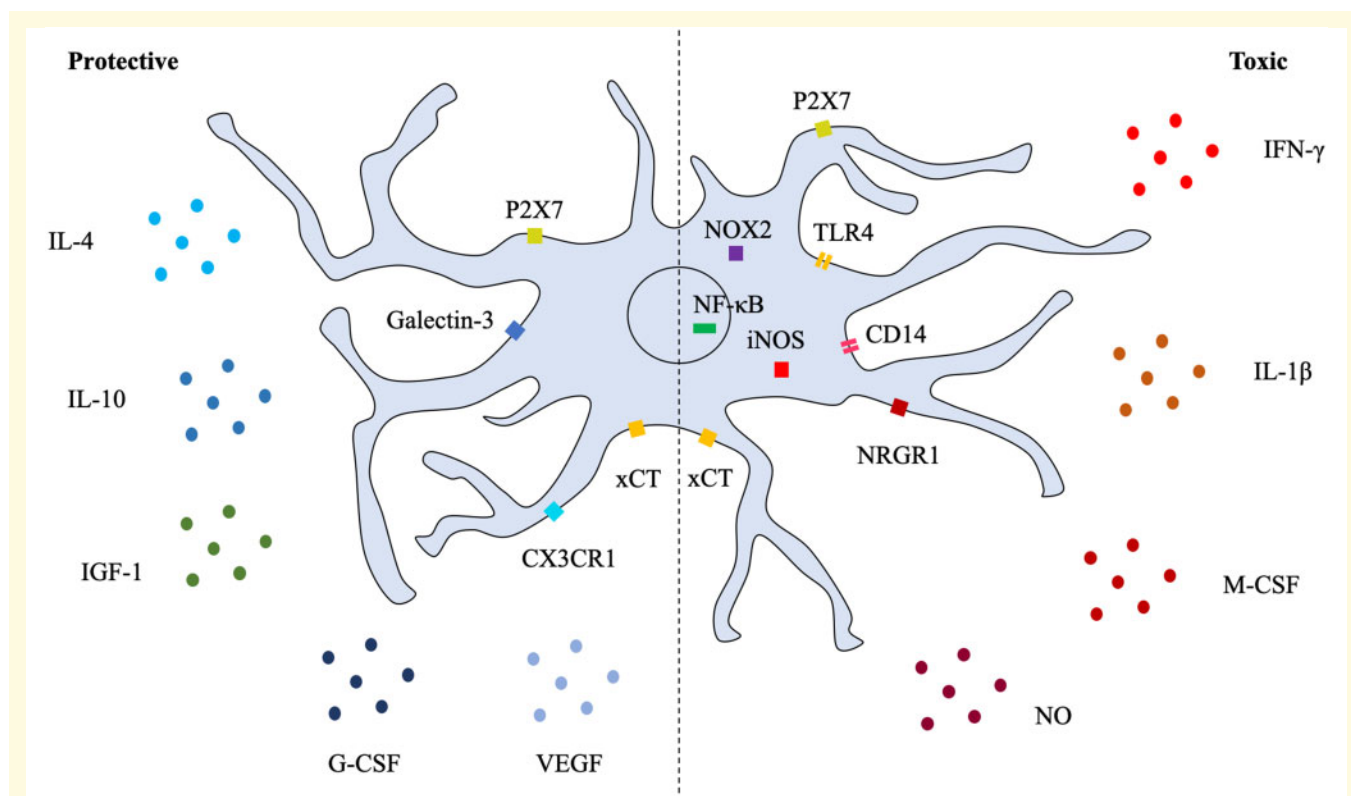 Protective
Toxic
P2X7
IFN-γ
P2X7
NOX2
TLR4
IL-4
Galectin-3
NF-κB
iNOS
CD14
IL-1β
IL-10
NRGR1
xCT
xCT
CX3CR1
IGF-1
M-CSF
NO
G-CSF
VEGF